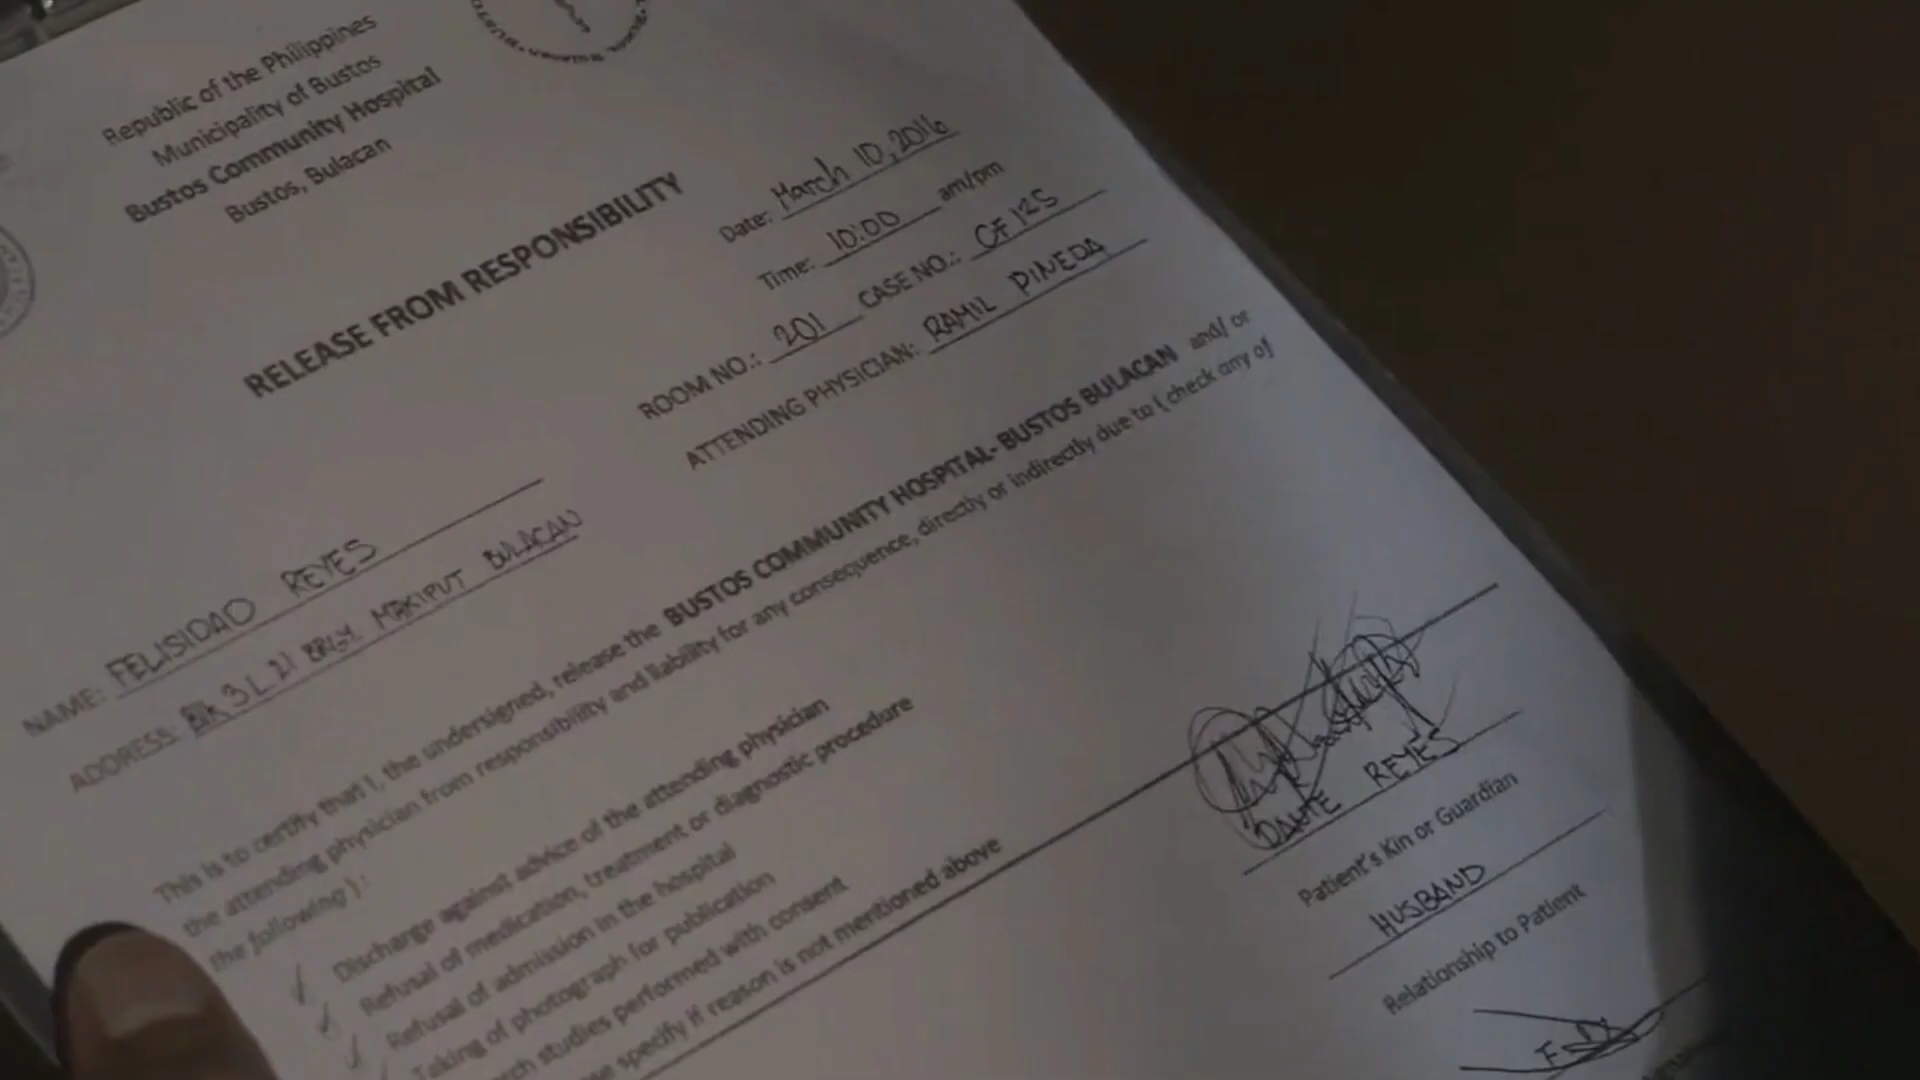 Republic of the Philippines
Municipality of Bustos
Bustos Community Hospital
Bustos, Bulacan
RELEASE FROM RESPONSIBILITY
Date: March 10, 2016
Time: 10:00 am/pm
ROOM NO.: 201 CASE NO.: OF 125
ATTENDING PHYSICIAN: RAMIL PINEDA
NAME: FELISIDAD REYES
ADDRESS: Blk 3 L 21 BRGY. MAKIPUT BULACAN
This is to certify that I, the undersigned, release the BUSTOS COMMUNITY HOSPITAL- BUSTOS BULACAN and/ or
the attending physician from responsibility and liability for any consequence, directly or indirectly due to ( check any of
the following ) :
Discharge against advice of the attending physician
Refusal of medication, treatment or diagnostic procedure
Refusal of admission in the hospital
Taking of photograph for publication
studies performed with consent
specify if reason is not mentioned above
DANTE REYES
Patient's Kin or Guardian
HUSBAND
Relationship to Patient